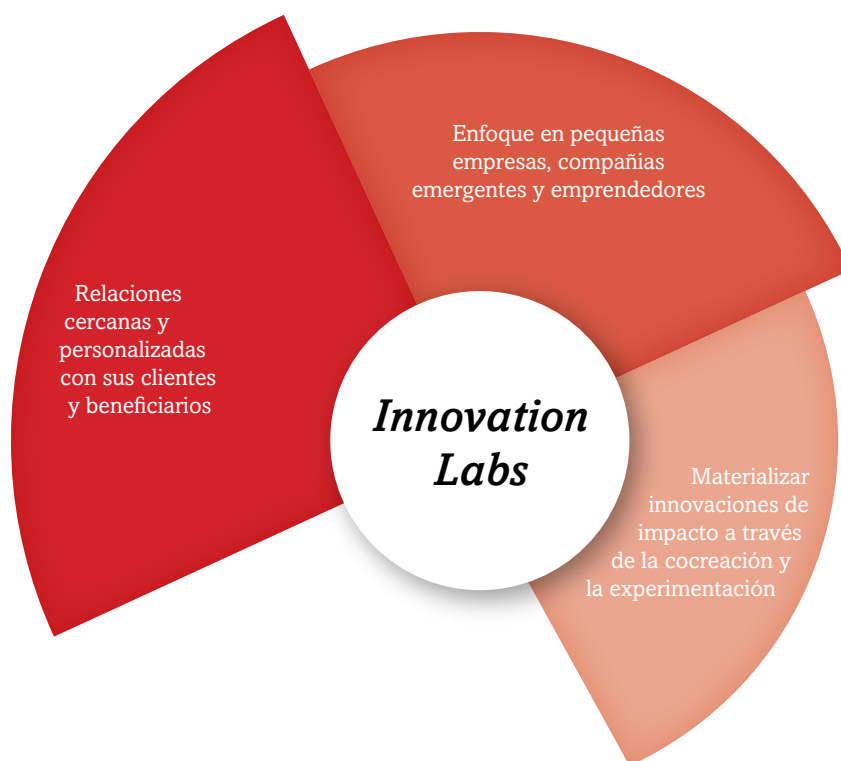 Enfoque en pequeñas
empresas, compañias
emergentes y emprendedores
Relaciones
cercanas y
personalizadas
con sus clientes
y beneficiarios
Innovation
Labs
Materializar
innovaciones de
impacto a través
de la cocreación y
la experimentación